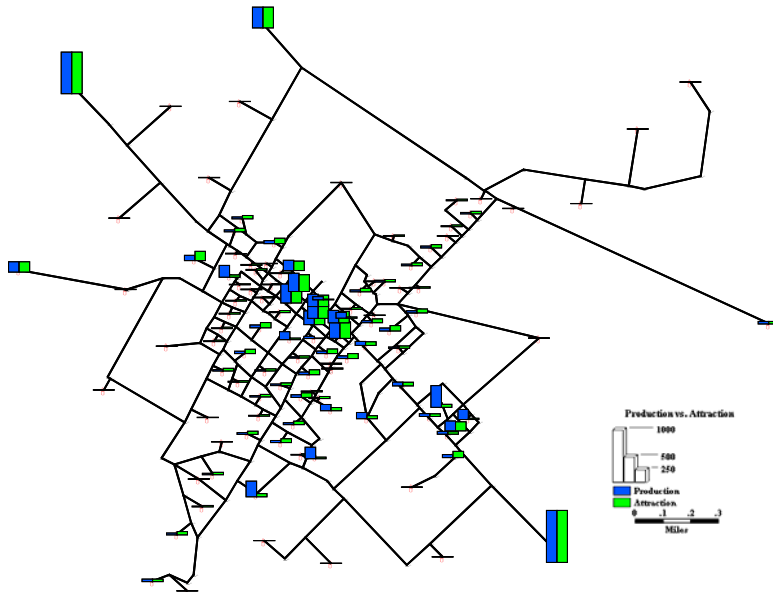 Production vs. Attraction
1000
500
250
Production
Attraction
0 .1 .2 .3
Miles